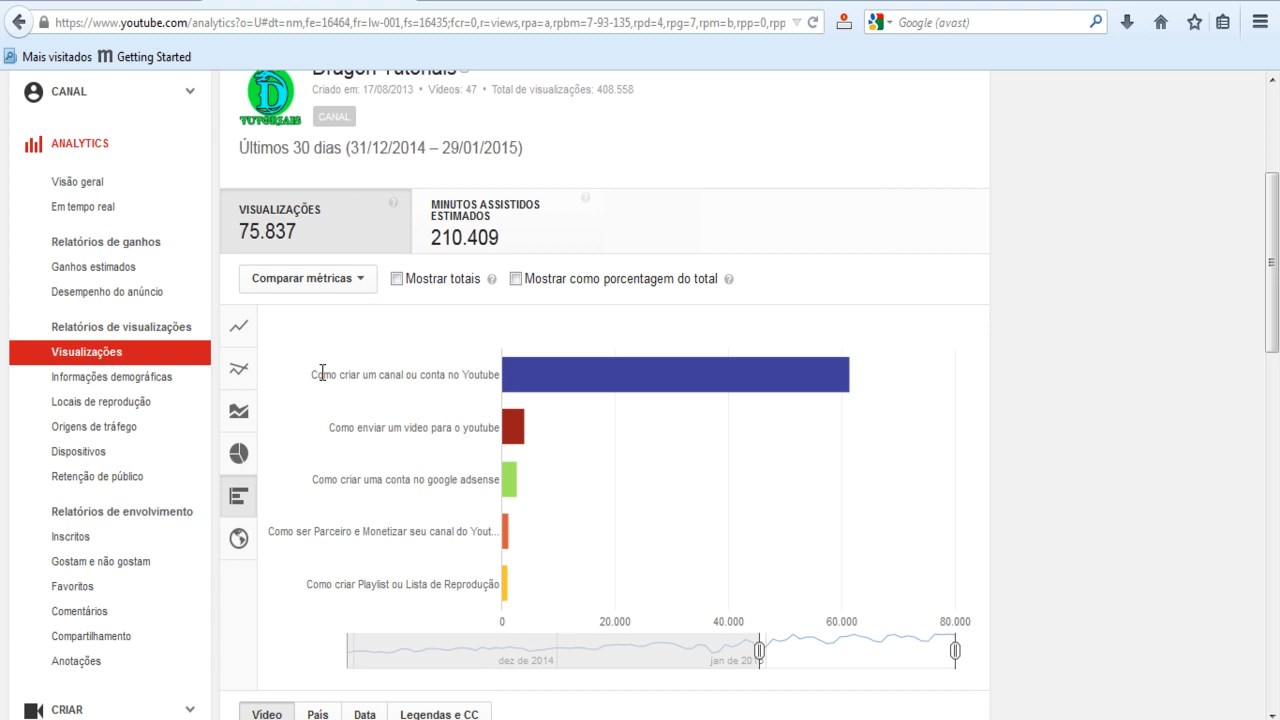 https://www.youtube.com/analytics?o=U#dt=nm,fe=16464,fr=lw-001,fs=16435;fcr=0,r=views,rpa=a,rpbm=7-93-135,rpd=4,rpg=7,rpm=b,rpp=0,rpp
Google (avast)
Mais visitados
Getting Started
CANAL
ANALYTICS
Visão geral
Em tempo real
Relatórios de ganhos
Ganhos estimados
Desempenho do anúncio
Relatórios de visualizações
Visualizações
Informações demográficas
Locais de reprodução
Origens de tráfego
Dispositivos
Retenção de público
Relatórios de envolvimento
Inscritos
Gostam e não gostam
Favoritos
Comentários
Compartilhamento
Anotações
CRIAR
Dragon Tutoriais
D
TUTORIAIS
Criado em: 17/08/2013 • Vídeos: 47 • Total de visualizações: 408.558
CANAL
Últimos 30 dias (31/12/2014 – 29/01/2015)
VISUALIZAÇÕES
75.837
MINUTOS ASSISTIDOS
ESTIMADOS
210.409
Comparar métricas
Mostrar totais
Mostrar como porcentagem do total
Como criar um canal ou conta no Youtube
Como enviar um video para o youtube
Como criar uma conta no google adsense
Como ser Parceiro e Monetizar seu canal do Yout...
Como criar Playlist ou Lista de Reprodução
0 20.000 40.000 60.000 80.000
dez de 2014
jan de 20
Vídeo País Data Legendas e CC